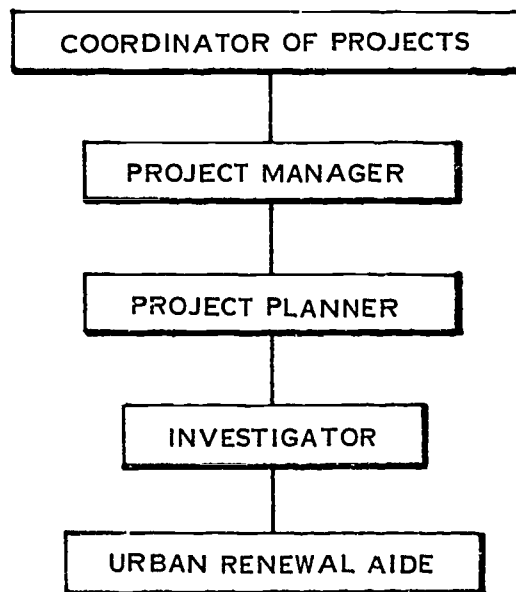 COORDINATOR OF PROJECTS
PROJECT MANAGER
PROJECT PLANNER
INVESTIGATOR
URBAN RENEWAL AIDE